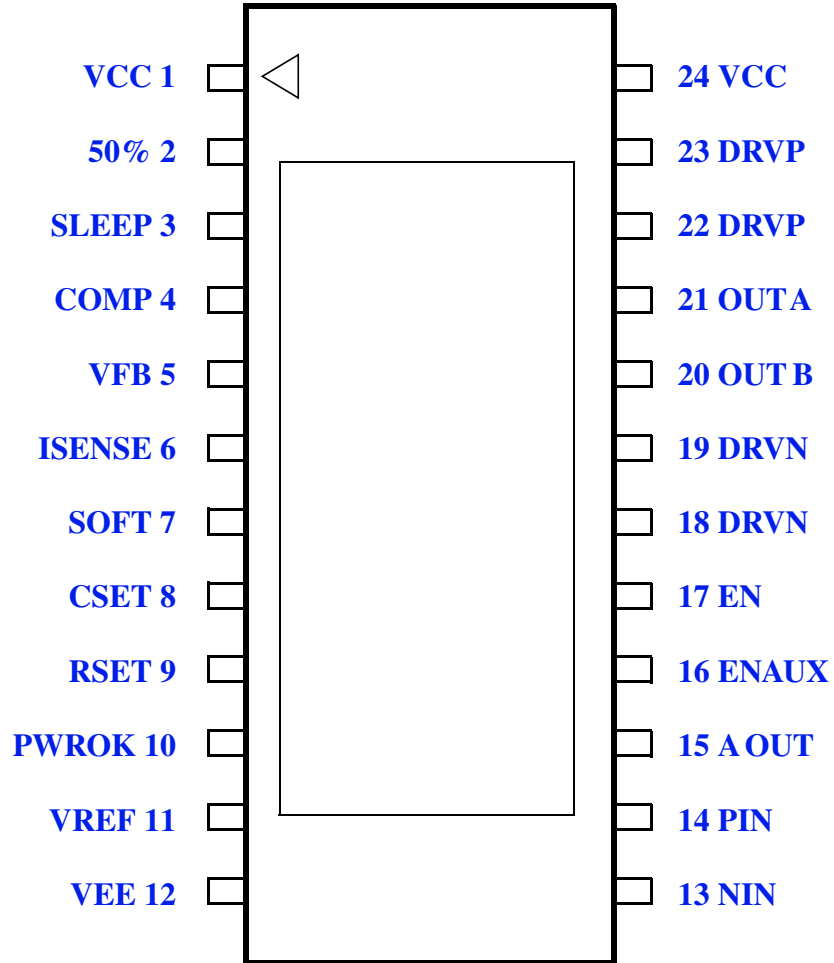 VCC 1
50% 2
SLEEP 3
COMP 4
VFB 5
ISENSE 6
SOFT 7
CSET 8
RSET 9
PWROK 10
VREF 11
VEE 12
24 VCC
23 DRVP
22 DRVP
21 OUT A
20 OUT B
19 DRVN
18 DRVN
17 EN
16 ENAUX
15 A OUT
14 PIN
13 NIN